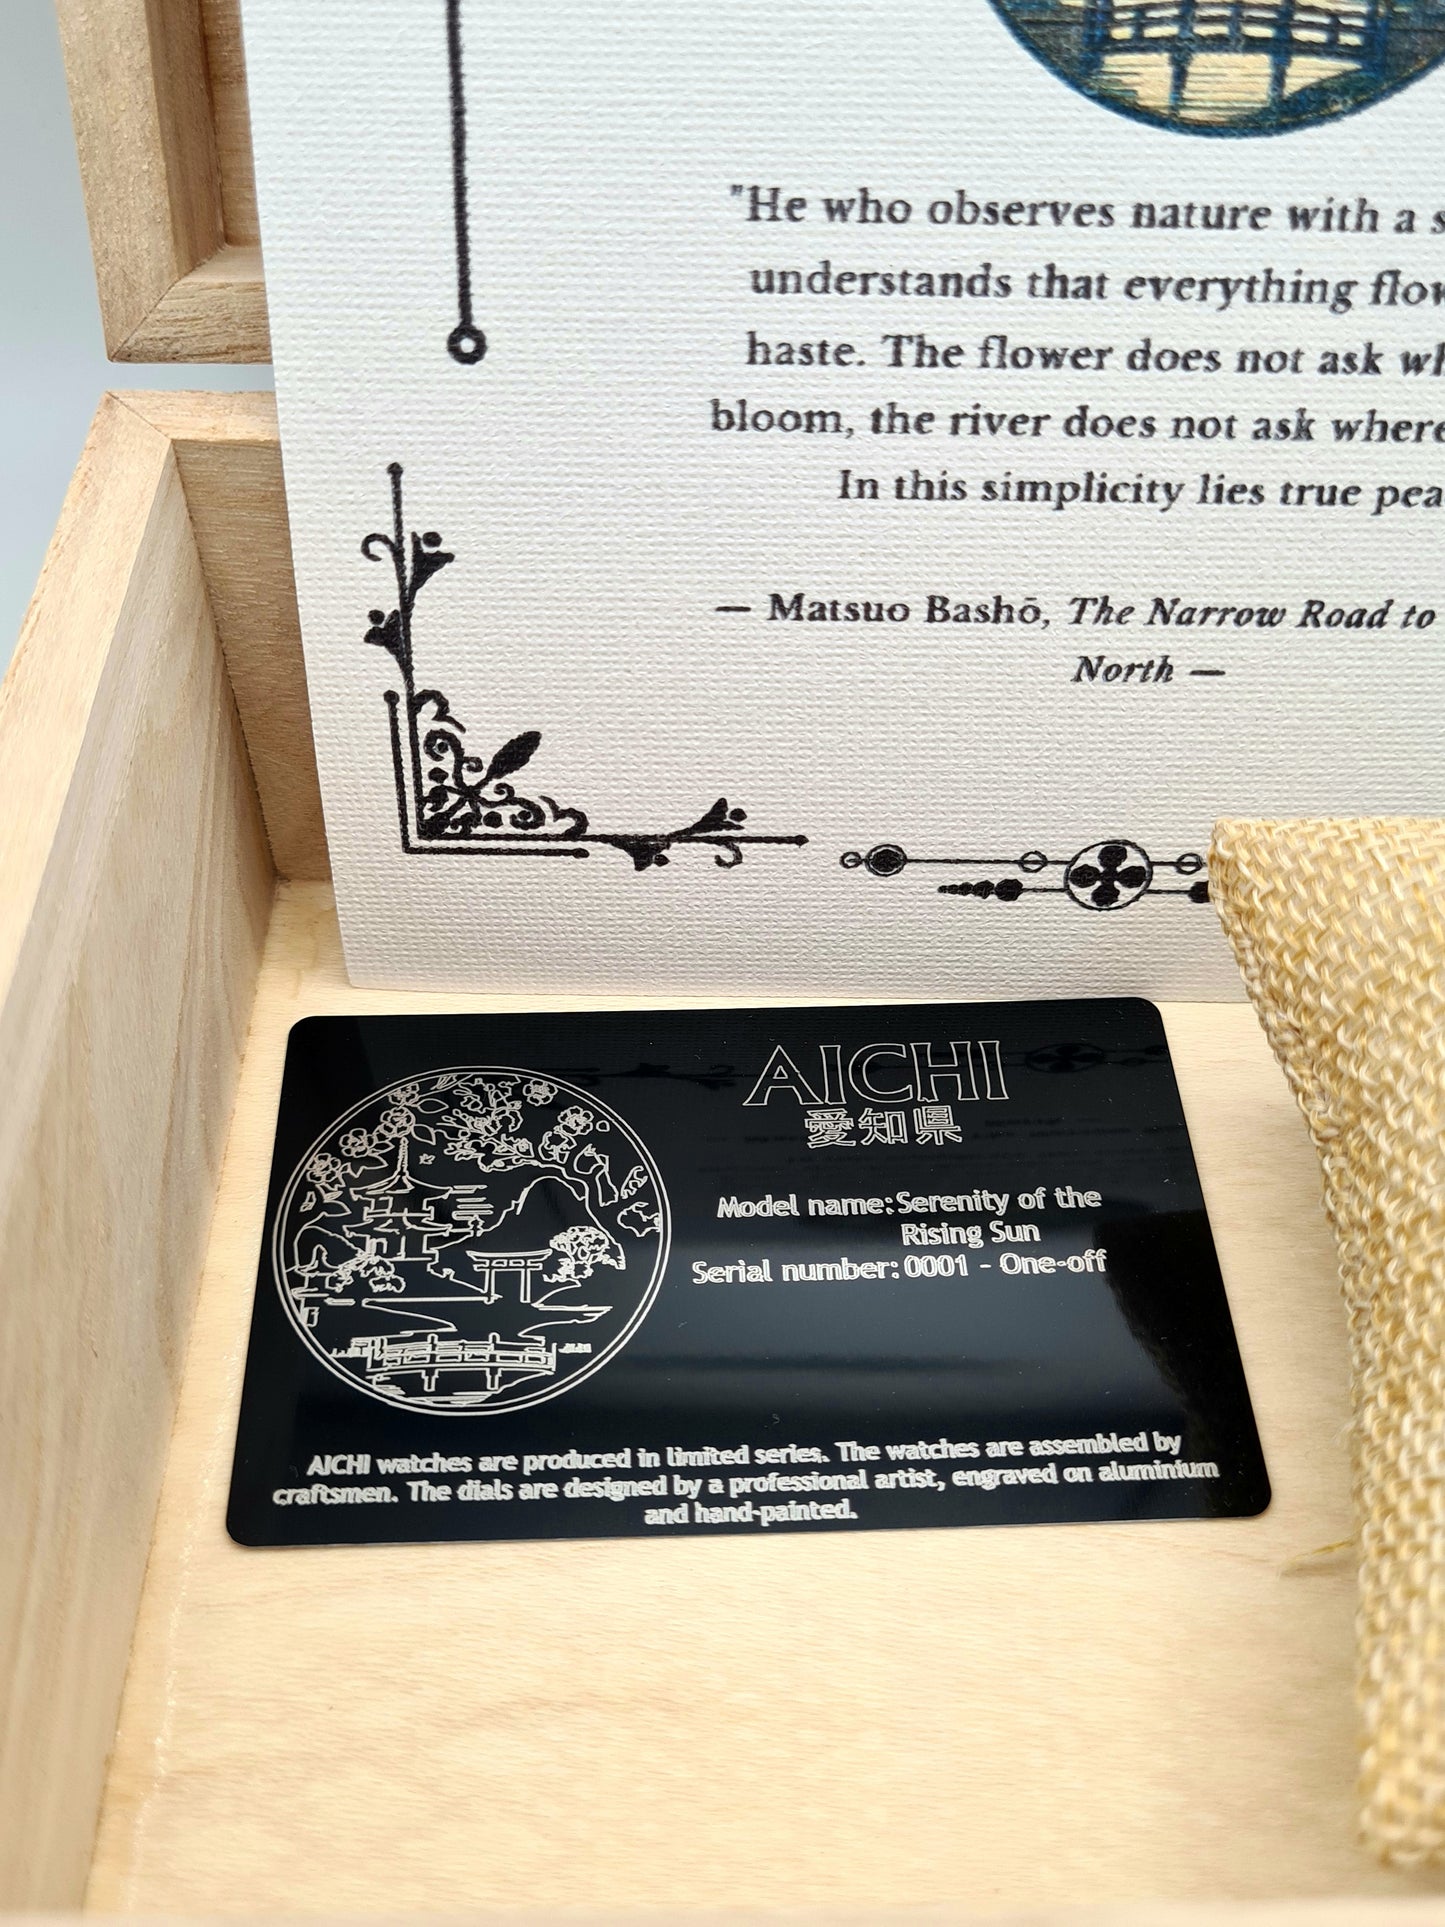 "He who observes nature with a
understands that everything
haste. The flower does not ask
bloom, the river does not ask where
In this simplicity lies true
— Matsuo Bashō, The Narrow Road to
North —
AICHI
愛知県
Model name: Serenity of the
Rising Sun
Serial number: 0001 - One-off
AICHI watches are produced in limited series. The watches are assembled by
craftsmen. The dials are designed by a professional artist, engraved on aluminium
and hand-painted.